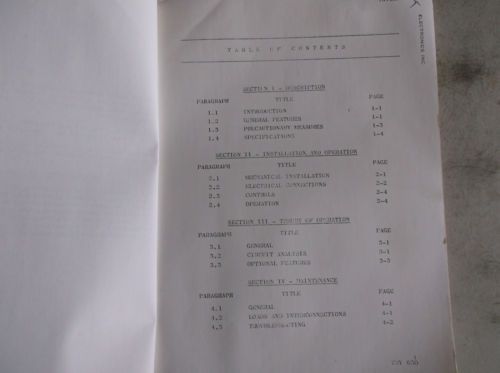 ELECTRONICS INC
TABLE OF CONTENTS
SECTION I - DESCRIPTION
PARAGRAPH TITLE PAGE
1.1 INTRODUCTION 1-1
1.2 GENERAL FEATURES 1-1
1.3 PRECAUTIONARY MEASURES 1-3
1.4 SPECIFICATIONS 1-4
SECTION II - INSTALLATION AND OPERATION
PARAGRAPH TITLE PAGE
2.1 MECHANICAL INSTALLATION 2-1
2.2 ELECTRICAL CONNECTIONS 2-2
2.3 CONTROLS 2-4
2.4 OPERATION 2-4
SECTION III - THEORY OF OPERATION
PARAGRAPH TITLE PAGE
3.1 GENERAL 3-1
3.2 CIRCUIT ANALYSIS 3-1
3.3 OPTIONAL FEATURES 3-3
SECTION IV - MAINTENANCE
PARAGRAPH TITLE PAGE
4.1 GENERAL 4-1
4.2 LOADS AND INTERCONNECTIONS 4-1
4.3 TROUBLESHOOTING 4-2